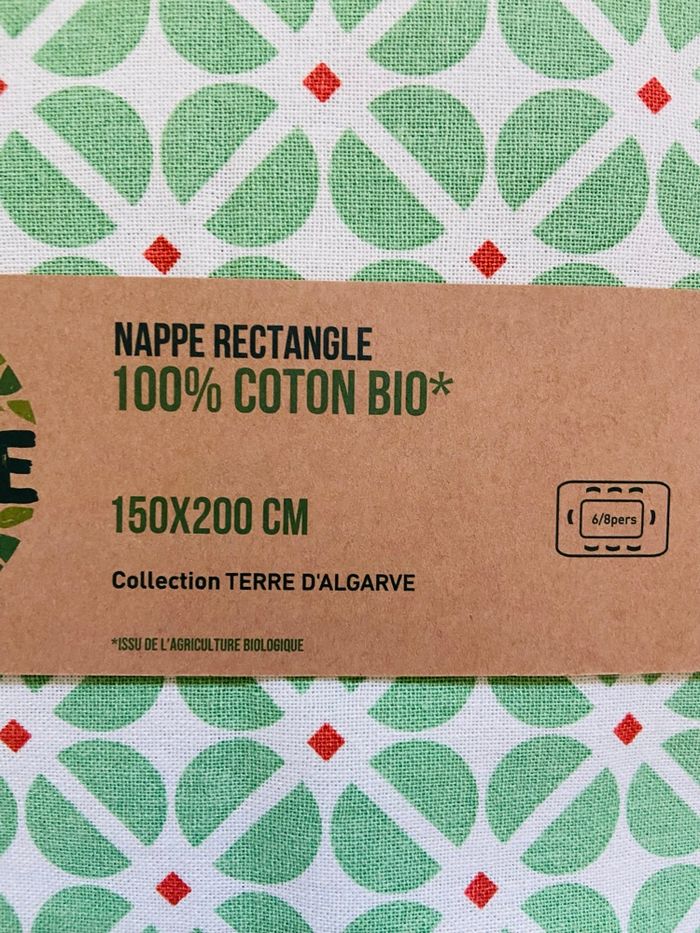 NAPPE RECTANGLE
100% COTON BIO*
E
150X200 CM
6/8pers
Collection TERRE D'ALGARVE
*ISSU DE L'AGRICULTURE BIOLOGIQUE